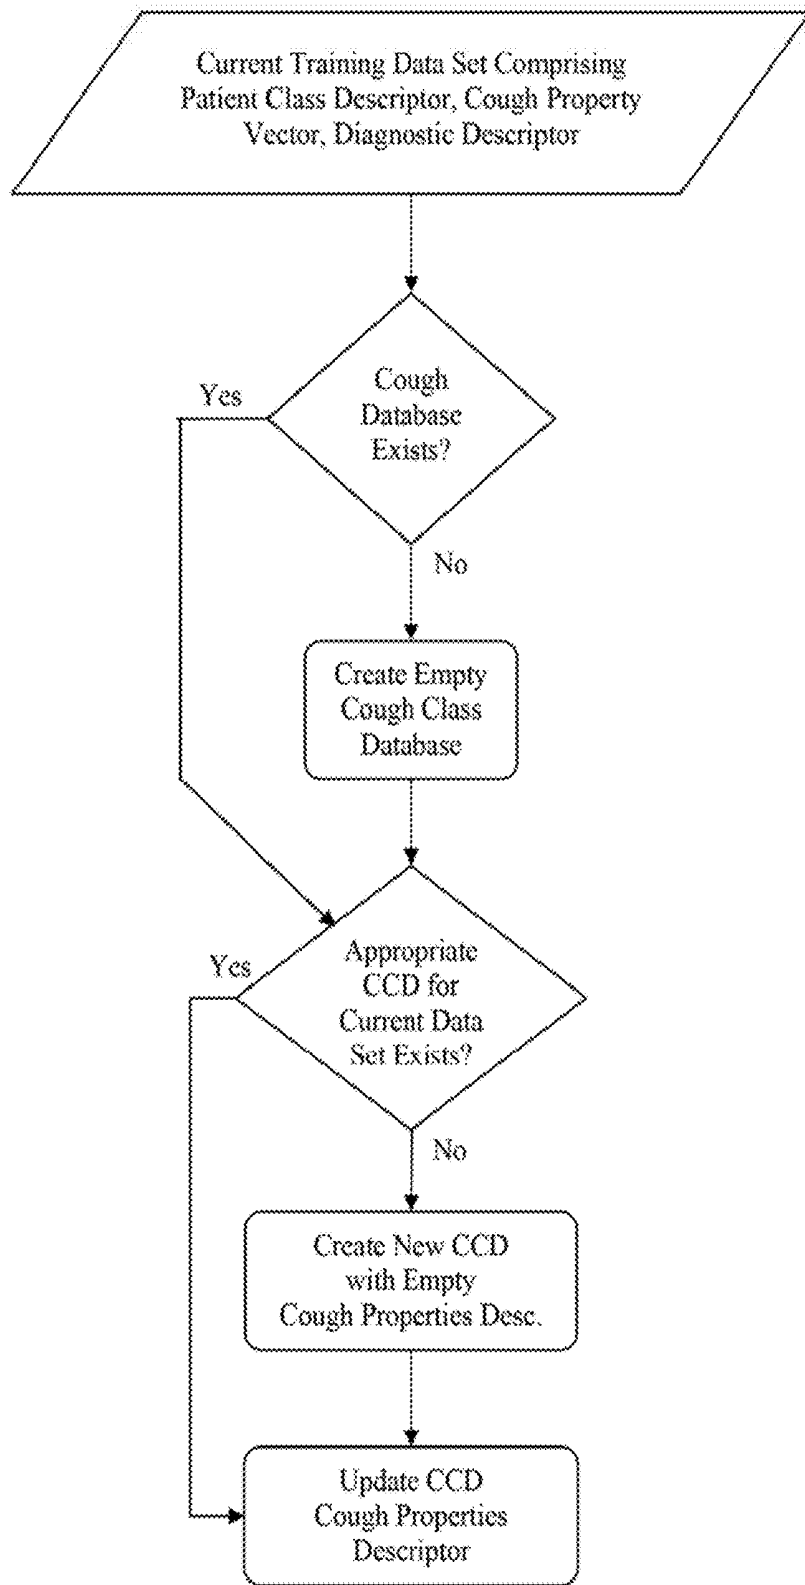 Current Training Data Set Comprising
Patient Class Descriptor, Cough Property
Vector, Diagnostic Descriptor
Yes
Cough
Database
Exists?
No
Create Empty
Cough Class
Database
Yes
Appropriate
CCD for
Current Data
Set Exists?
No
Create New CCD
with Empty
Cough Properties Desc.
Update CCD
Cough Properties
Descriptor